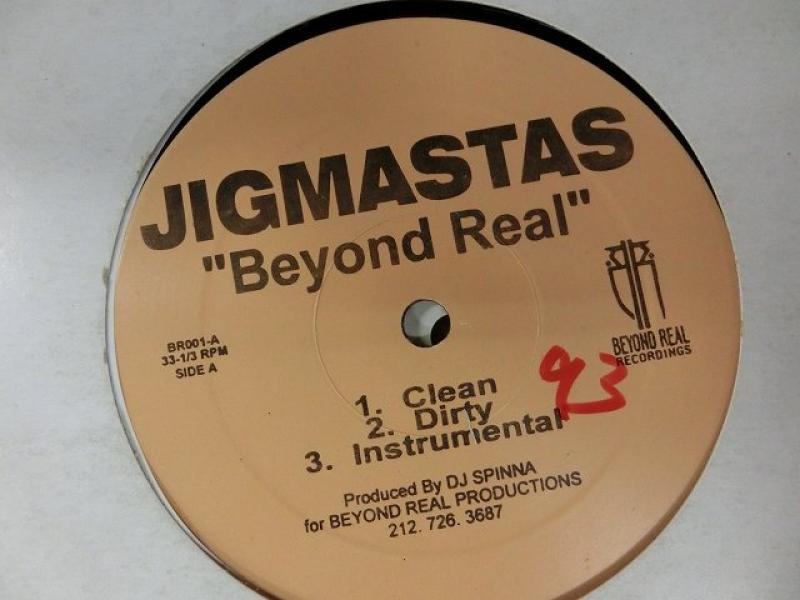 JIGMASTAS
"Beyond Real"
BR001-A
33-1/3 RPM
SIDE A
BEYOND REAL
RECORDINGS
93
1. Clean
2. Dirty
3. Instrumental
Produced By DJ SPINNA
for BEYOND REAL PRODUCTIONS
212. 726. 3687